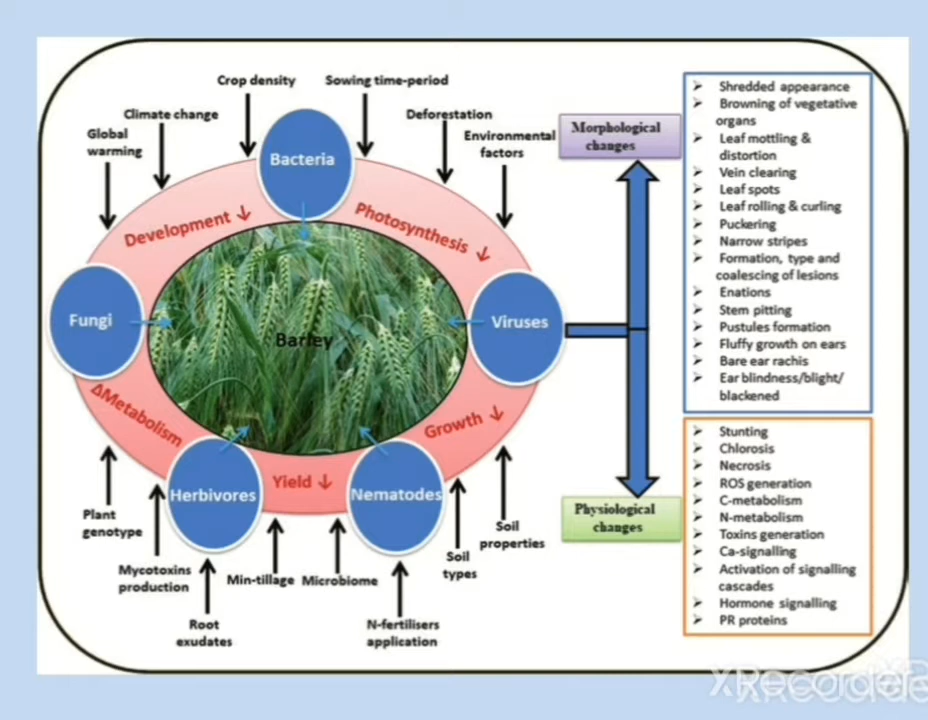 Crop density
Sowing time-period
Climate change
Deforestation
Global
warming
Environmental
factors
Bacteria
Development ↓
Photosynthesis ↓
Fungi
Viruses
Barley
ΔMetabolism
Growth ↓
Herbivores
Yield ↓
Nematodes
Plant
genotype
Mycotoxins
production
Root
exudates
Min-tillage
Microbiome
N-fertilisers
application
Soil
types
Soil
properties
Morphological
changes
Physiological
changes
➢ Shredded appearance
➢ Browning of vegetative
organs
➢ Leaf mottling &
distortion
➢ Vein clearing
➢ Leaf spots
➢ Leaf rolling & curling
➢ Puckering
➢ Narrow stripes
➢ Formation, type and
coalescing of lesions
➢ Enations
➢ Stem pitting
➢ Pustules formation
➢ Fluffy growth on ears
➢ Bare ear rachis
➢ Ear blindness/blight/
blackened
➢ Stunting
➢ Chlorosis
➢ Necrosis
➢ ROS generation
➢ C-metabolism
➢ N-metabolism
➢ Toxins generation
➢ Ca-signalling
➢ Activation of signalling
cascades
➢ Hormone signalling
➢ PR proteins
XRecorder